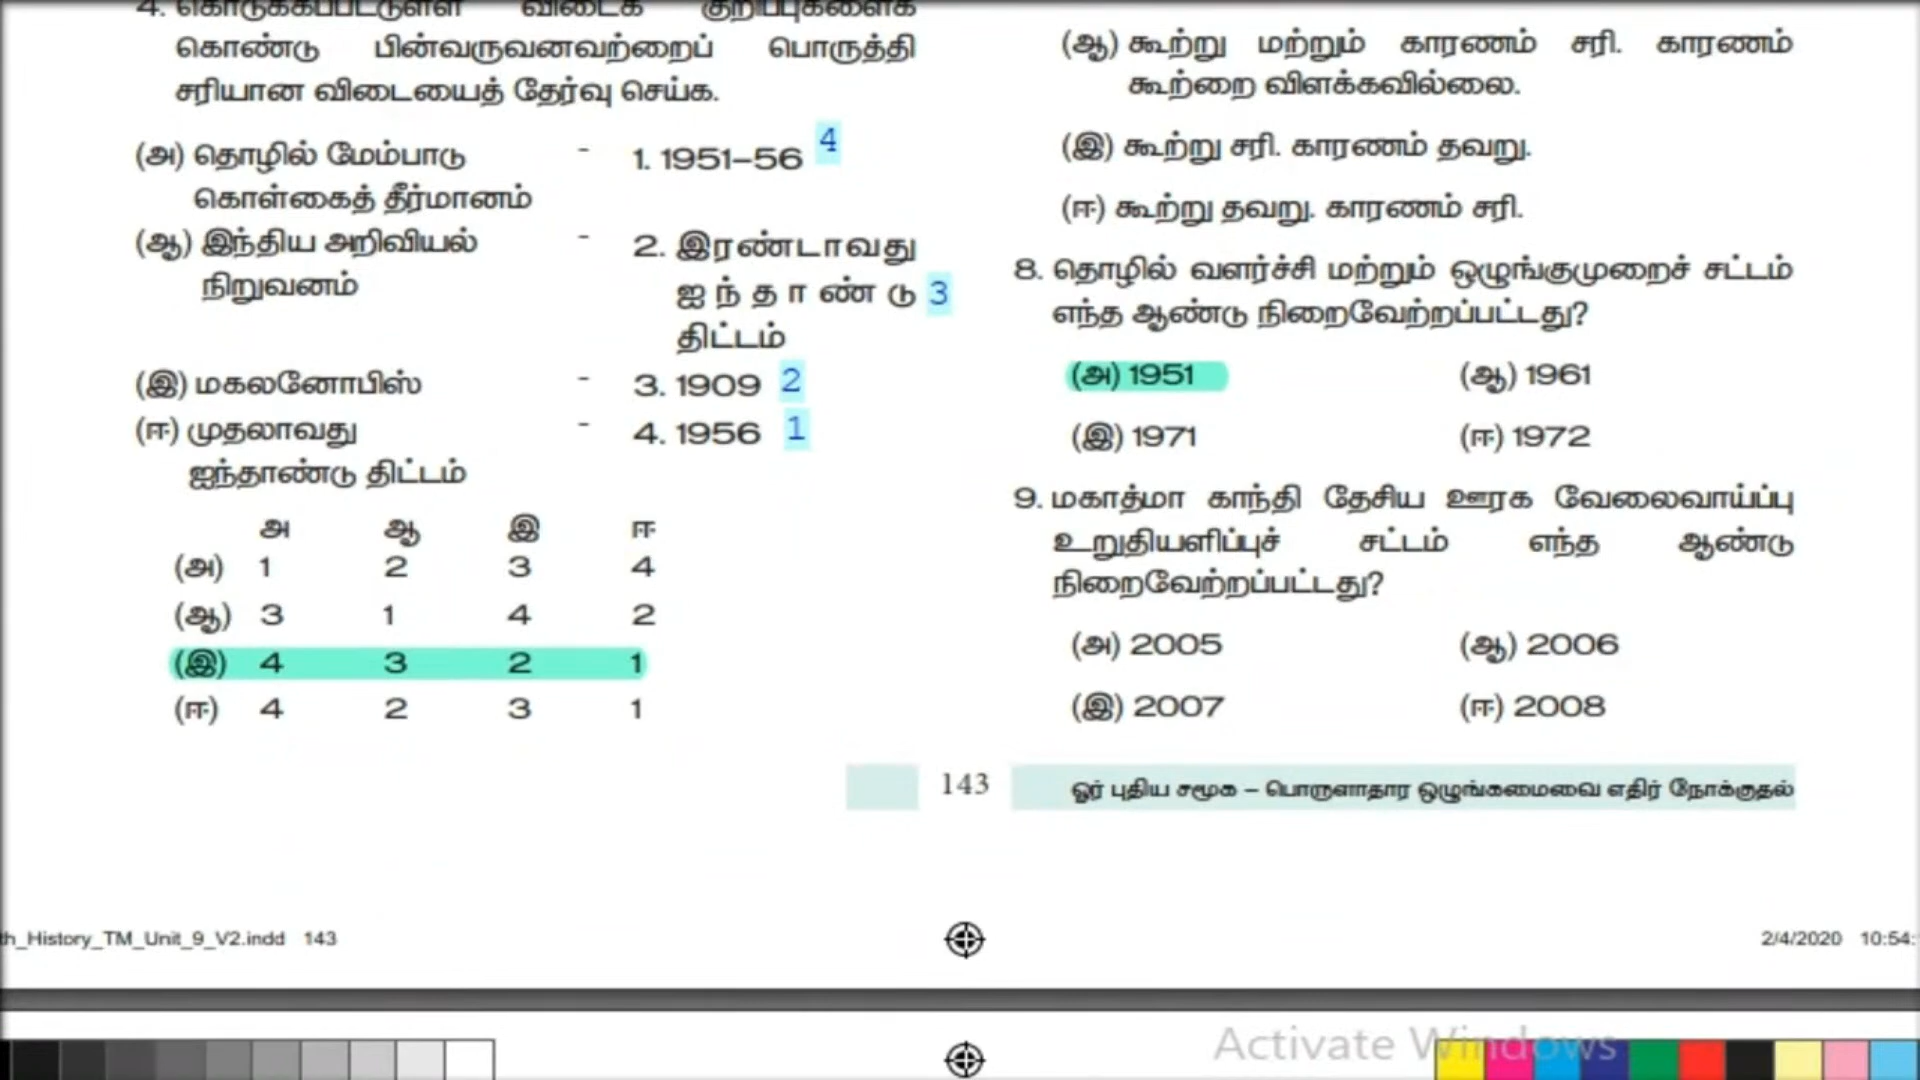 4. கொடுக்கப்பட்டுள்ள விடைக் குறிப்புகளைக்
கொண்டு பின்வருவனவற்றைப் பொருத்தி
சரியான விடையைத் தேர்வு செய்க.
(அ) தொழில் மேம்பாடு - 1. 1951–56 4
கொள்கைத் தீர்மானம்
(ஆ) இந்திய அறிவியல் - 2. இரண்டாவது
நிறுவனம் ஐந்தாண்டு 3
திட்டம்
(இ) மகலனோபிஸ் - 3. 1909 2
(ஈ) முதலாவது - 4. 1956 1
ஐந்தாண்டு திட்டம்
அ ஆ இ ஈ
(அ) 1 2 3 4
(ஆ) 3 1 4 2
(இ) 4 3 2 1
(ஈ) 4 2 3 1
(ஆ) கூற்று மற்றும் காரணம் சரி. காரணம்
கூற்றை விளக்கவில்லை.
(இ) கூற்று சரி. காரணம் தவறு.
(ஈ) கூற்று தவறு. காரணம் சரி.
8. தொழில் வளர்ச்சி மற்றும் ஒழுங்குமுறைச் சட்டம்
எந்த ஆண்டு நிறைவேற்றப்பட்டது?
(அ) 1951 (ஆ) 1961
(இ) 1971 (ஈ) 1972
9. மகாத்மா காந்தி தேசிய ஊரக வேலைவாய்ப்பு
உறுதியளிப்புச் சட்டம் எந்த ஆண்டு
நிறைவேற்றப்பட்டது?
(அ) 2005 (ஆ) 2006
(இ) 2007 (ஈ) 2008
143 ஓர் புதிய சமூக – பொருளாதார ஒழுங்கமைவை எதிர் நோக்குதல்
th_History_TM_Unit_9_V2.indd 143 2/4/2020 10:54:
Activate Windows